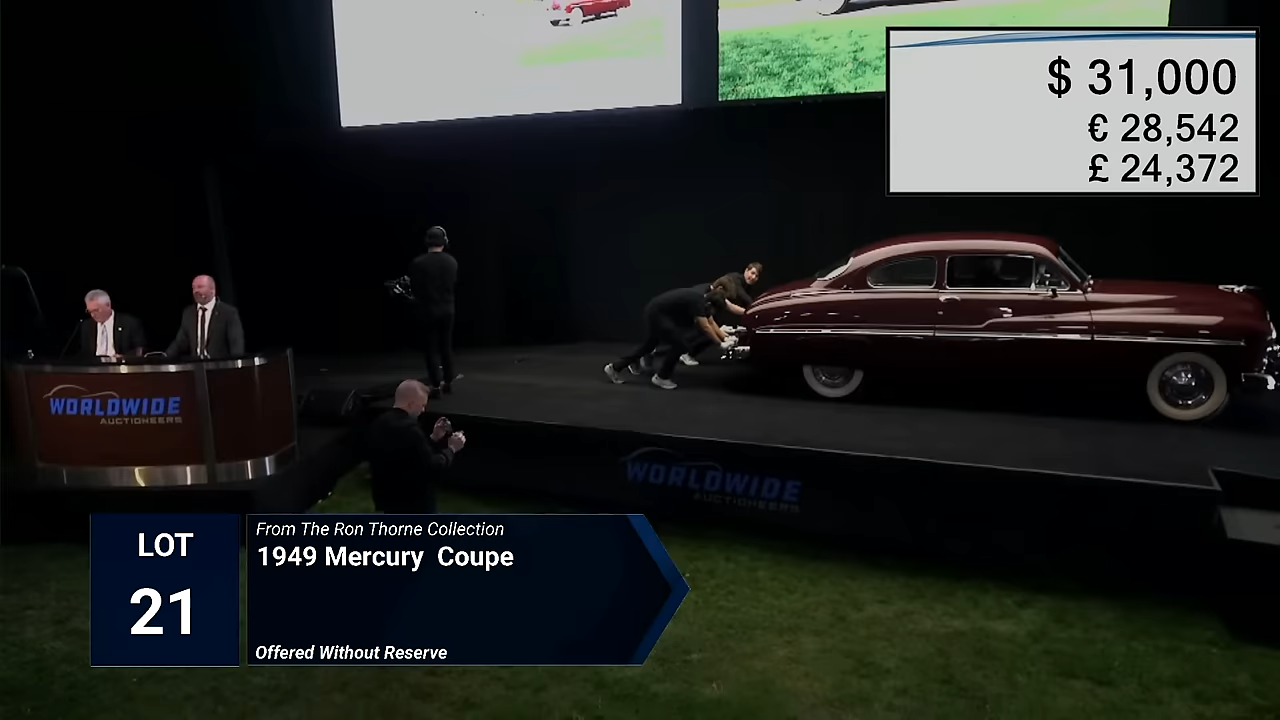 $ 31,000
€ 28,542
£ 24,372
WORLDWIDE
AUCTIONEERS
WORLDWIDE
AUCTIONEERS
LOT
21
From The Ron Thorne Collection
1949 Mercury Coupe
Offered Without Reserve